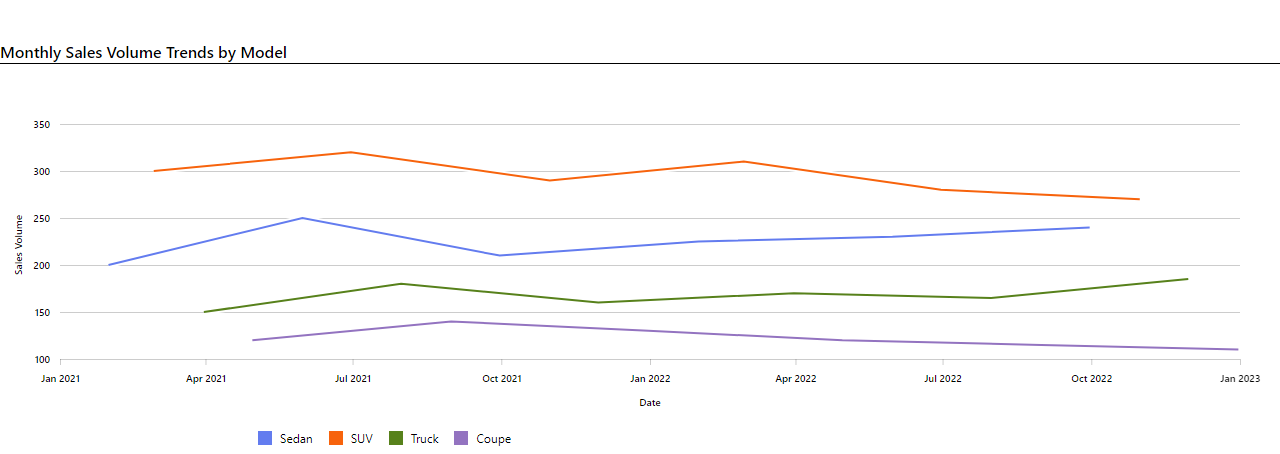 Monthly Sales Volume Trends by Model
350
300
250
200
150
100
Sales Volume
Jan 2021 Apr 2021 Jul 2021 Oct 2021 Jan 2022 Apr 2022 Jul 2022 Oct 2022 Jan 2023
Date
Sedan SUV Truck Coupe